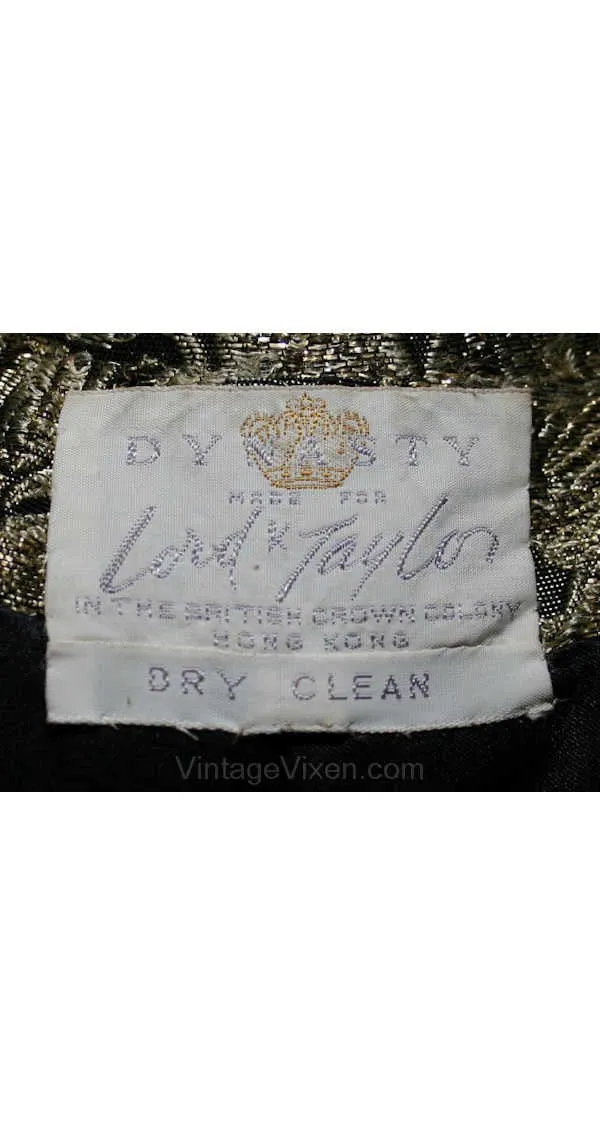 DYNASTY
MADE FOR
Lord & Taylor
IN THE BRITISH CROWN COLONY
HONG KONG
DRY CLEAN
VintageVixen.com